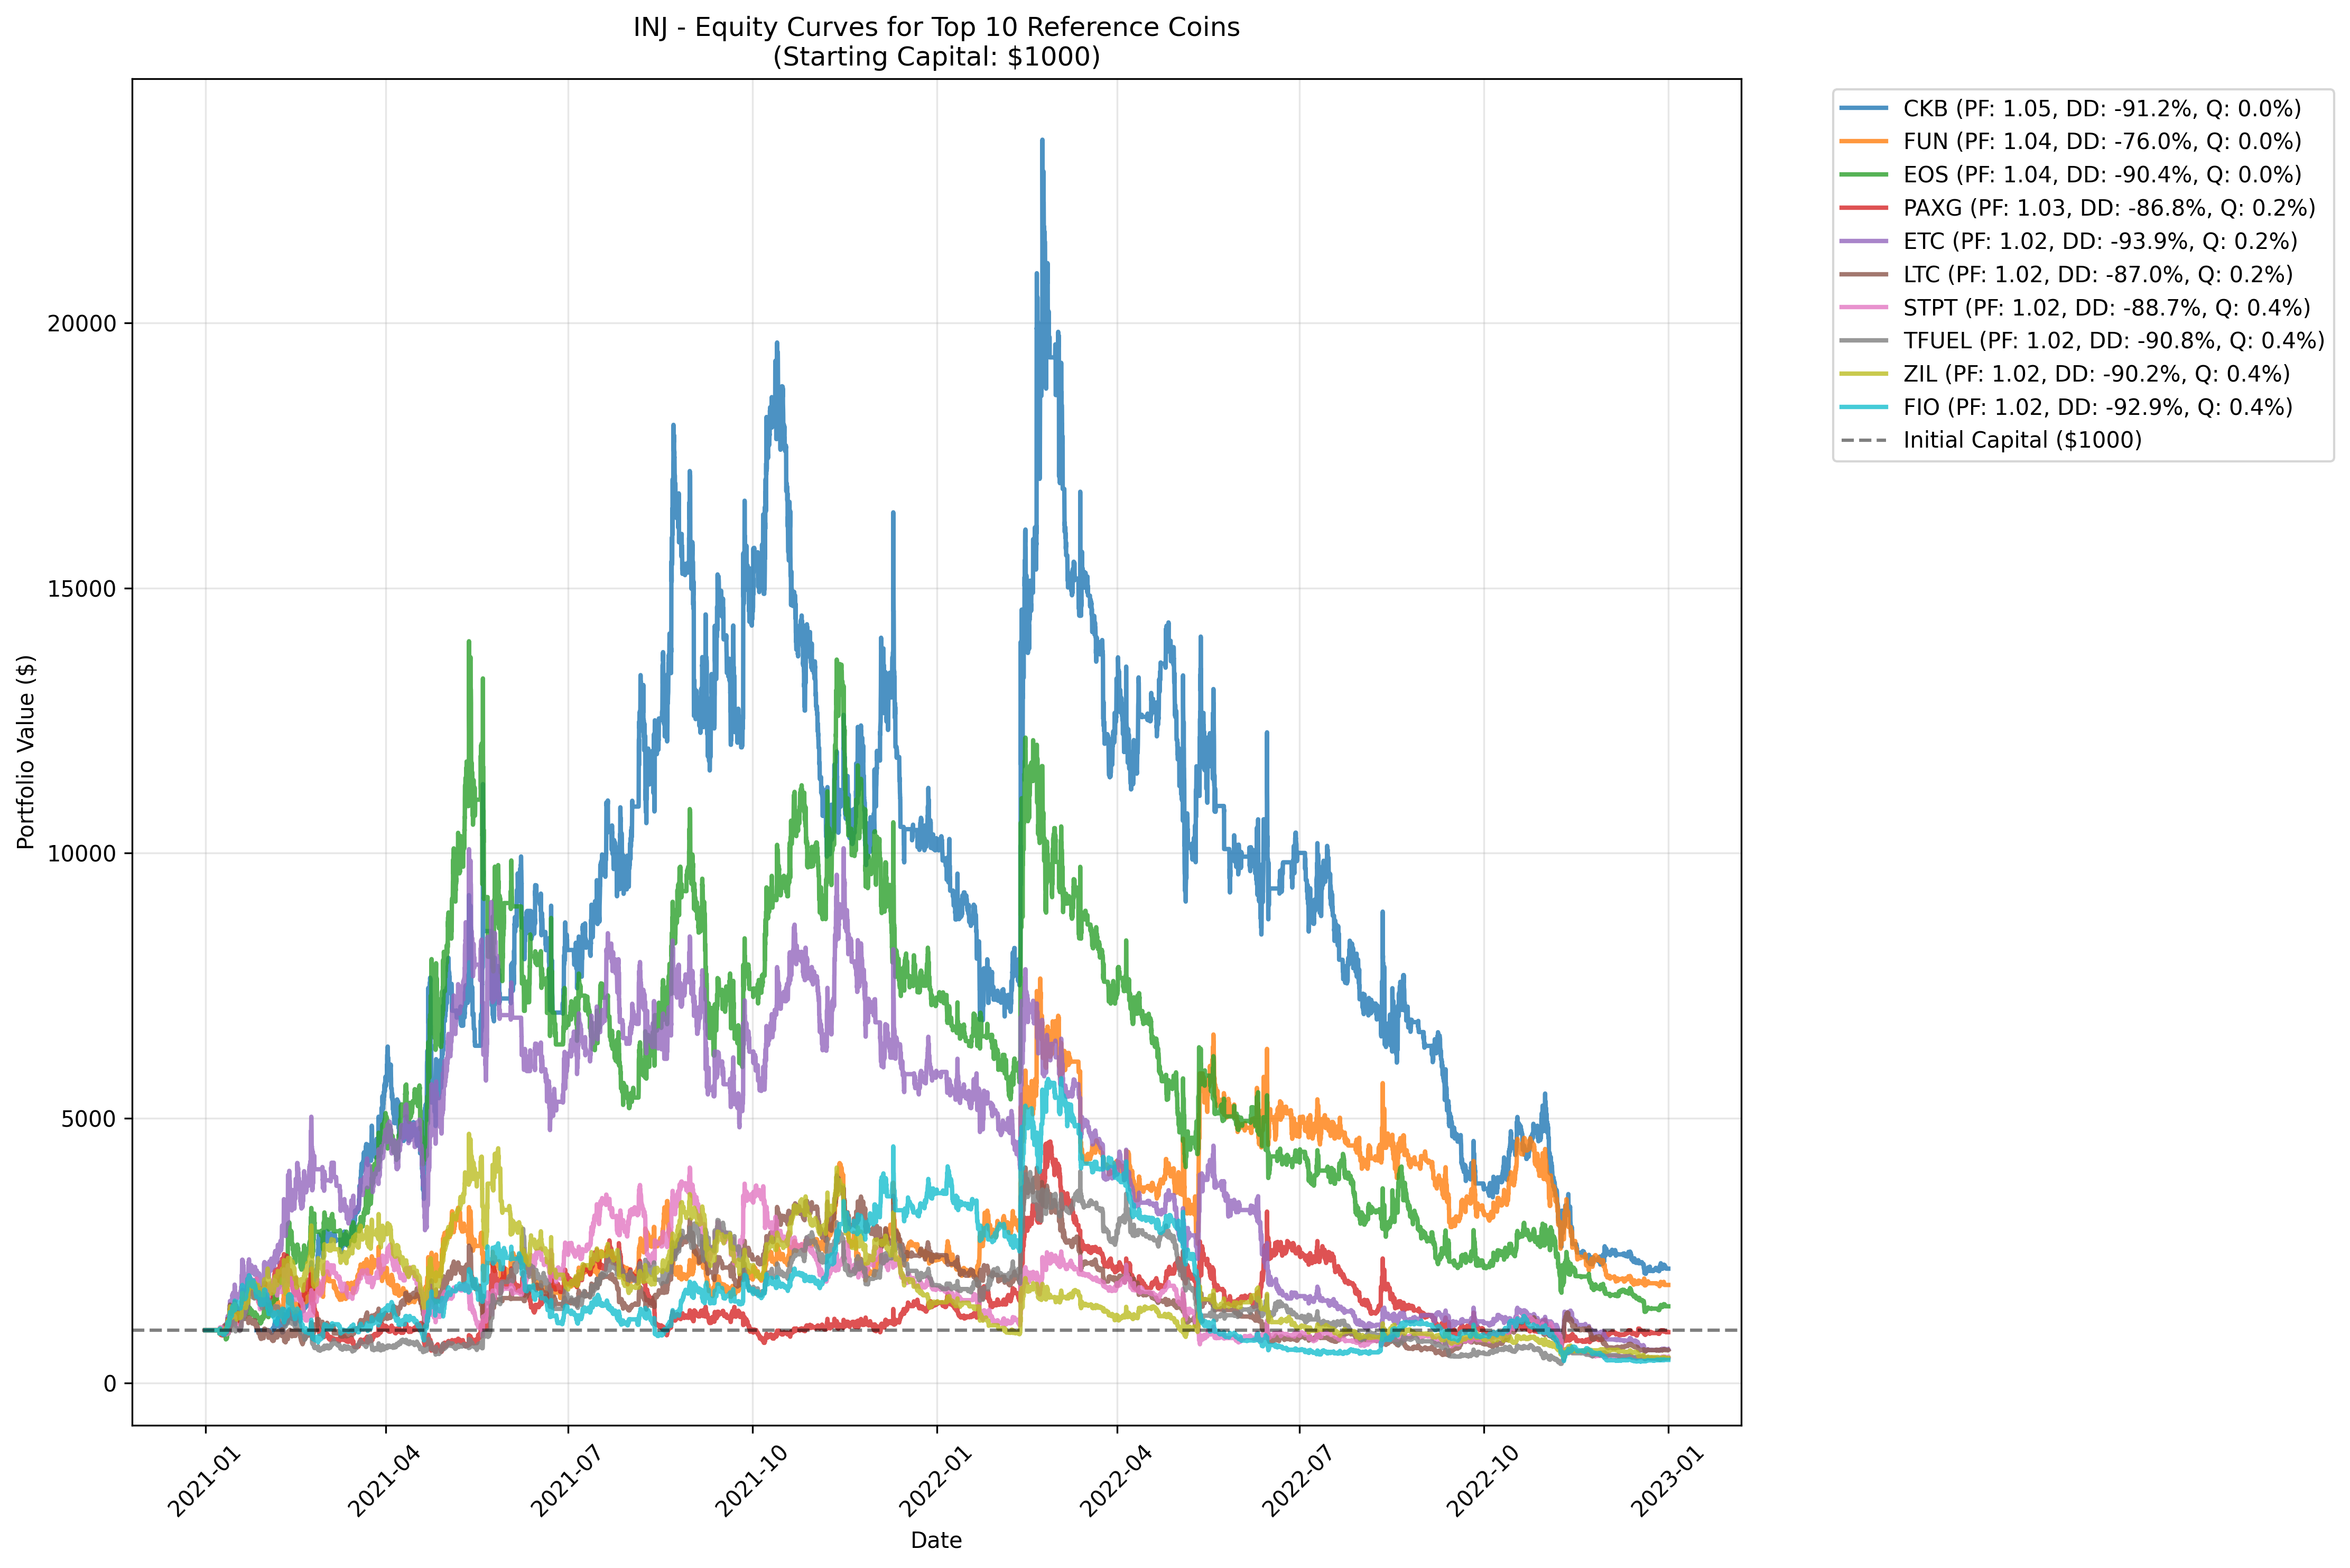 INJ - Equity Curves for Top 10 Reference Coins
(Starting Capital: $1000)
Portfolio Value ($)
20000
15000
10000
5000
0
2021-01
2021-04
2021-07
2021-10
2022-01
2022-04
2022-07
2022-10
2023-01
Date
CKB (PF: 1.05, DD: -91.2%, Q: 0.0%)
FUN (PF: 1.04, DD: -76.0%, Q: 0.0%)
EOS (PF: 1.04, DD: -90.4%, Q: 0.0%)
PAXG (PF: 1.03, DD: -86.8%, Q: 0.2%)
ETC (PF: 1.02, DD: -93.9%, Q: 0.2%)
LTC (PF: 1.02, DD: -87.0%, Q: 0.2%)
STPT (PF: 1.02, DD: -88.7%, Q: 0.4%)
TFUEL (PF: 1.02, DD: -90.8%, Q: 0.4%)
ZIL (PF: 1.02, DD: -90.2%, Q: 0.4%)
FIO (PF: 1.02, DD: -92.9%, Q: 0.4%)
Initial Capital ($1000)